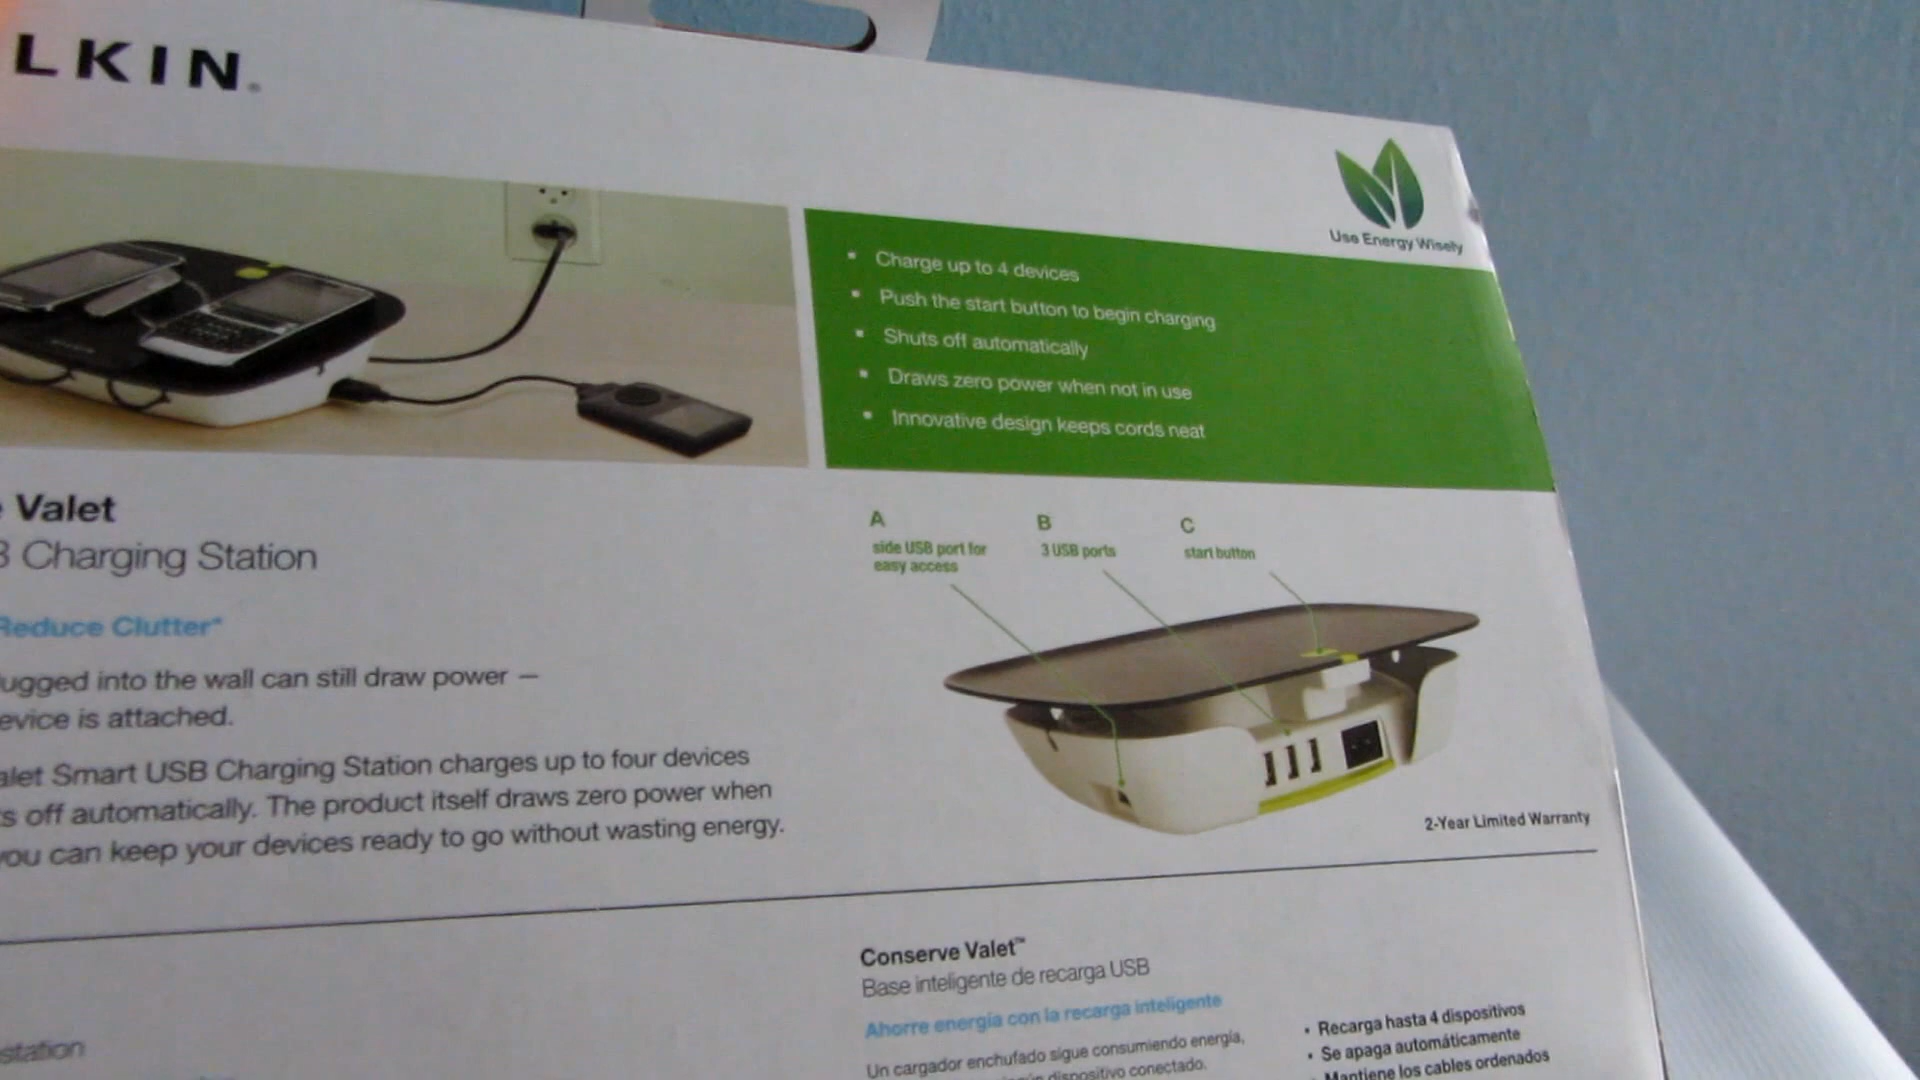 LKIN
Use Energy Wisely
Charge up to 4 devices
Push the start button to begin charging
Shuts off automatically
Draws zero power when not in use
Innovative design keeps cords neat
Valet
Charging Station
Reduce Clutter*
ugged into the wall can still draw power —
evice is attached.
alet Smart USB Charging Station charges up to four devices
s off automatically. The product itself draws zero power when
you can keep your devices ready to go without wasting energy.
A
side USB port for
easy access
B
3 USB ports
C
start button
2-Year Limited Warranty
station
Conserve Valet™
Base inteligente de recarga USB
Ahorre energía con la recarga inteligente
Un cargador enchufado sigue consumiendo energía,
dispositivo conectado.
• Recarga hasta 4 dispositivos
• Se apaga automáticamente
• Mantiene los cables ordenados